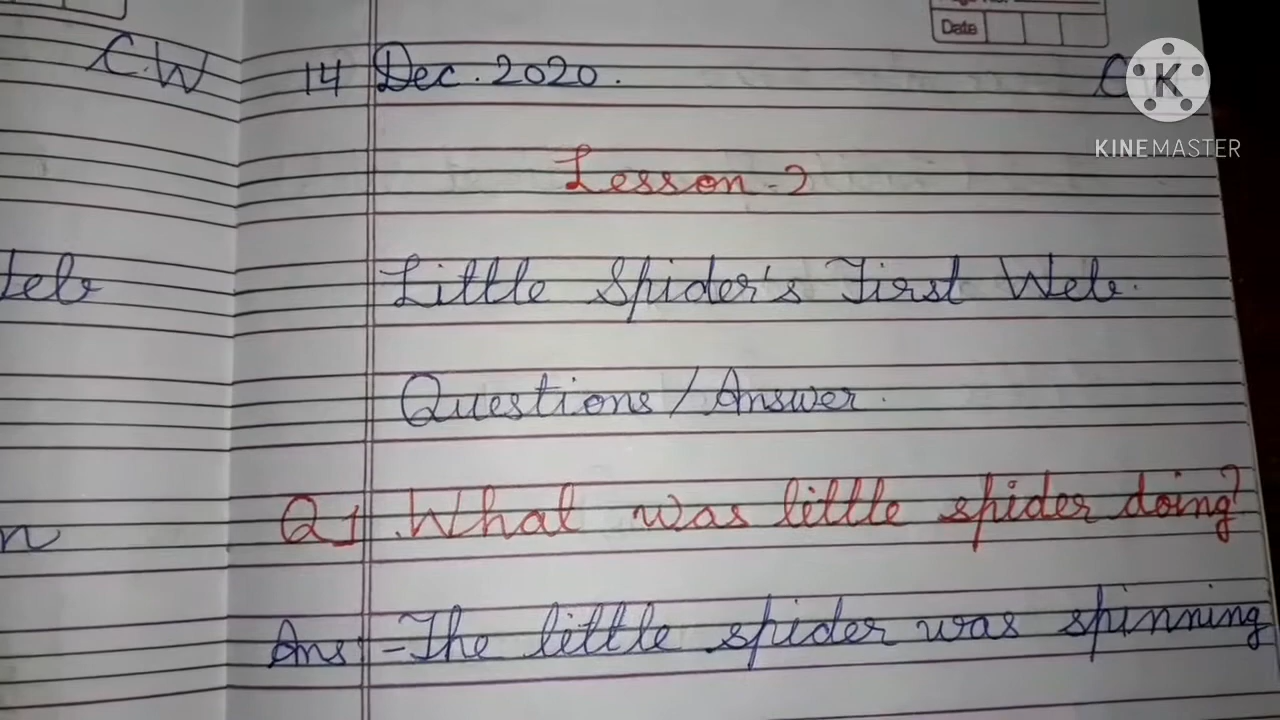 C.W
14 Dec. 2020.
Date
KINEMASTER
Lesson-2
Little Spider's First Web.
Questions/Answer.
Q1. What was little spider doing?
Ans:-The little spider was spinning